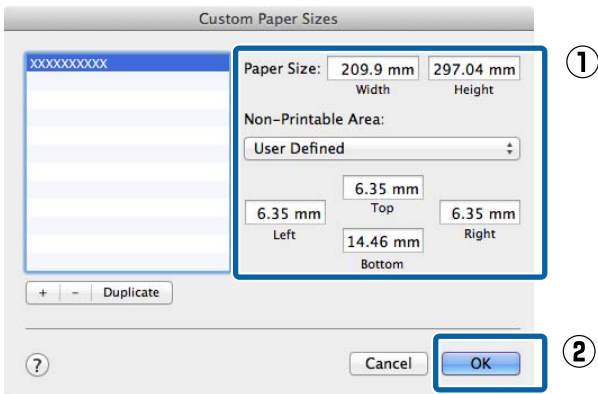 Custom Paper Sizes
XXXXXXXXXX
Paper Size: 209.9 mm 297.04 mm
Width Height
Non-Printable Area:
User Defined
6.35 mm
Top
6.35 mm 6.35 mm
Left Right
14.46 mm
Bottom
+ - Duplicate
? Cancel OK
①
②